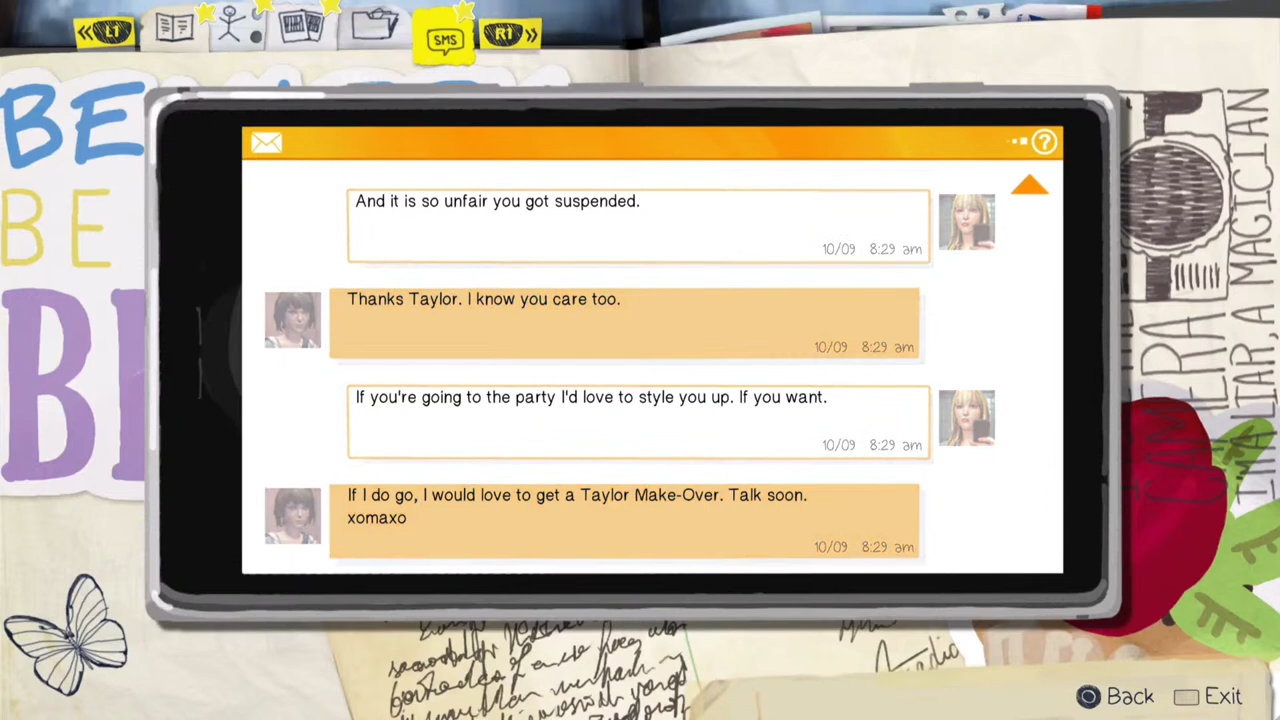 L1
SMS
R1
BE
BE
And it is so unfair you got suspended.
10/09 8:29 am
Thanks Taylor. I know you care too.
10/09 8:29 am
If you're going to the party I'd love to style you up. If you want.
10/09 8:29 am
If I do go, I would love to get a Taylor Make-Over. Talk soon.
xomaxo
10/09 8:29 am
LIAR, A MAGICIAN
Back
Exit